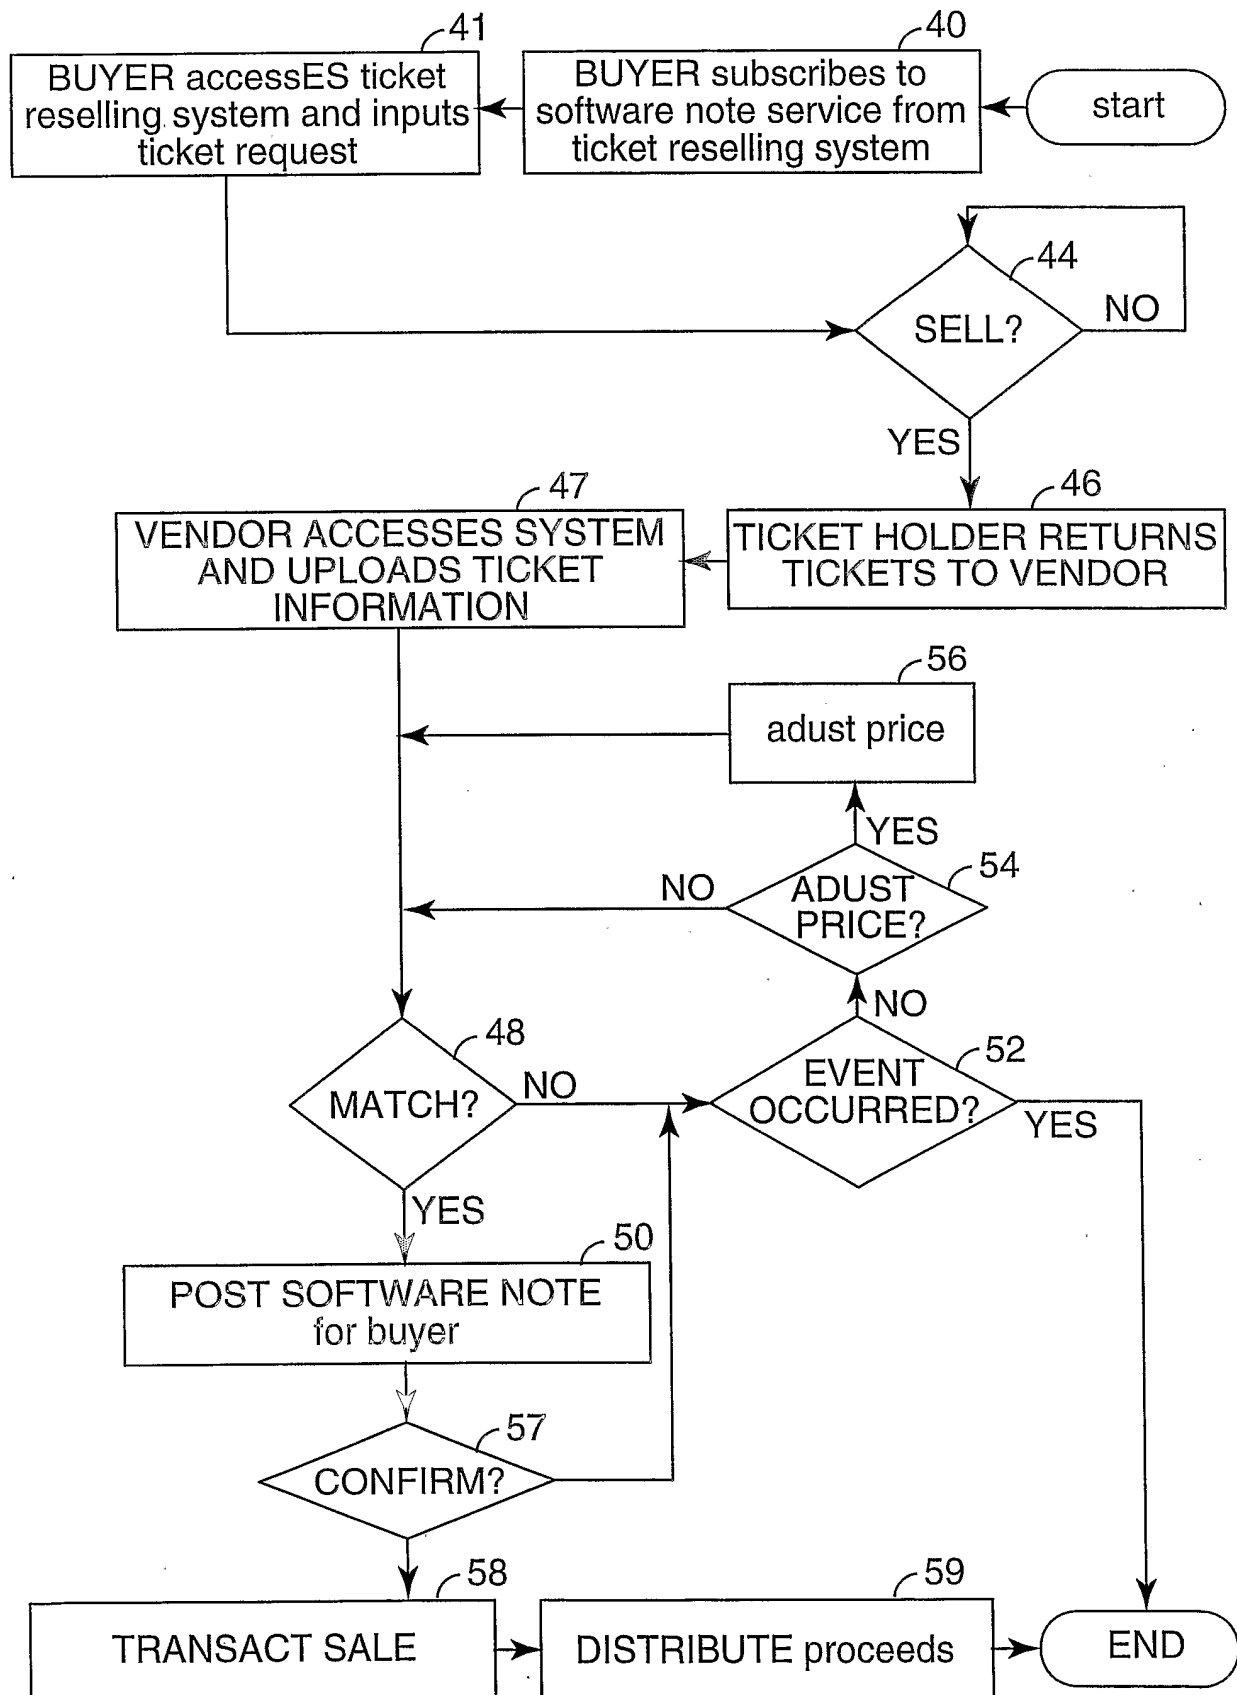 41
BUYER accessES ticket
reselling system and inputs
ticket request
40
BUYER subscribes to
software note service from
ticket reselling system
start
44
SELL?
NO
YES
47
VENDOR ACCESSES SYSTEM
AND UPLOADS TICKET
INFORMATION
46
TICKET HOLDER RETURNS
TICKETS TO VENDOR
56
adust price
YES
54
ADUST
PRICE?
NO
NO
48
MATCH?
NO
52
EVENT
OCCURRED?
YES
YES
50
POST SOFTWARE NOTE
for buyer
57
CONFIRM?
58
TRANSACT SALE
59
DISTRIBUTE proceeds
END